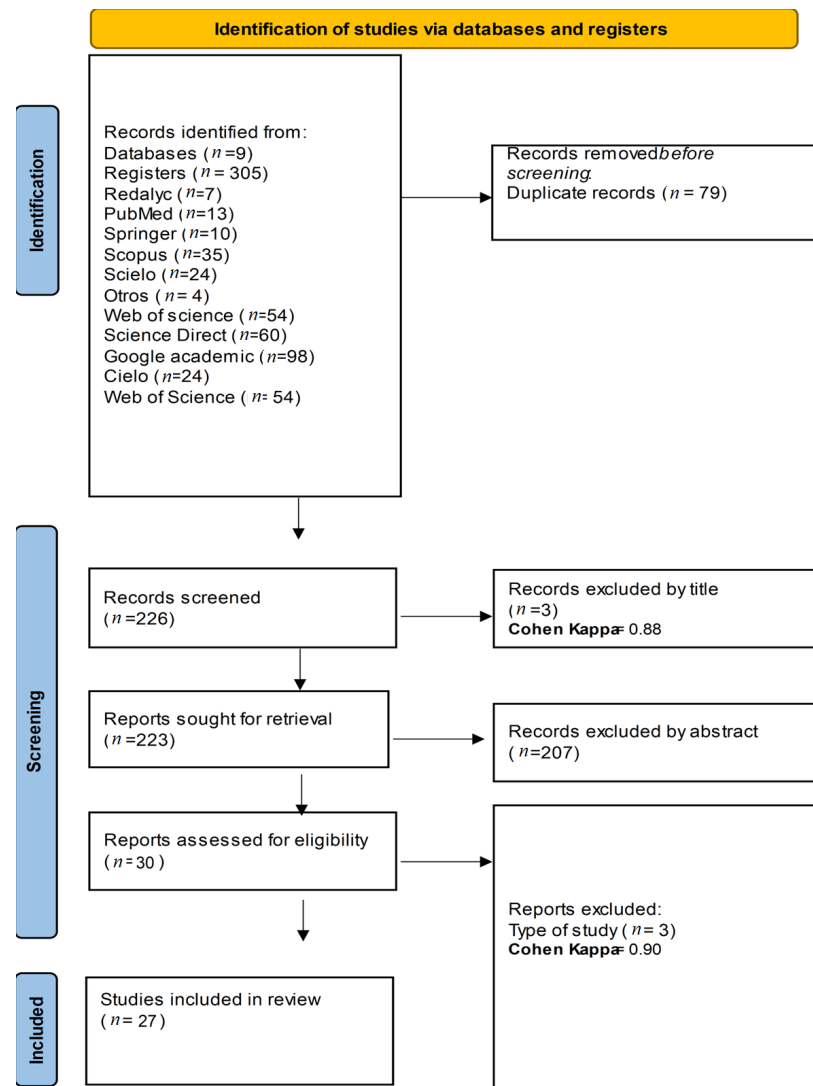 Identification of studies via databases and registers
Identification
Records identified from:
Databases (n=9)
Registers (n = 305)
Redalyc (n=7)
PubMed (n=13)
Springer (n=10)
Scopus (n=35)
Scielo (n=24)
Otros (n= 4)
Web of science (n=54)
Science Direct (n=60)
Google academic (n=98)
Cielo (n=24)
Web of Science (n= 54)
Records removed before
screening:
Duplicate records (n = 79)
Screening
Records screened
(n=226)
Records excluded by title
(n=3)
Cohen Kappa= 0.88
Reports sought for retrieval
(n=223)
Records excluded by abstract
(n=207)
Reports assessed for eligibility
(n=30)
Reports excluded:
Type of study (n= 3)
Cohen Kappa= 0.90
Included
Studies included in review
(n= 27)